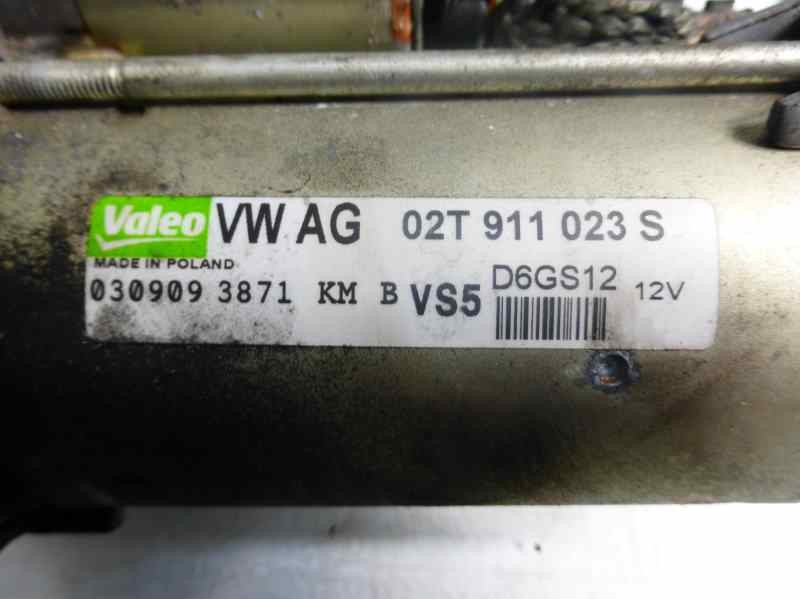 Valeo VW AG 02T 911 023 S
MADE IN POLAND
030909 3871 KM B VS5 D6GS12 12V